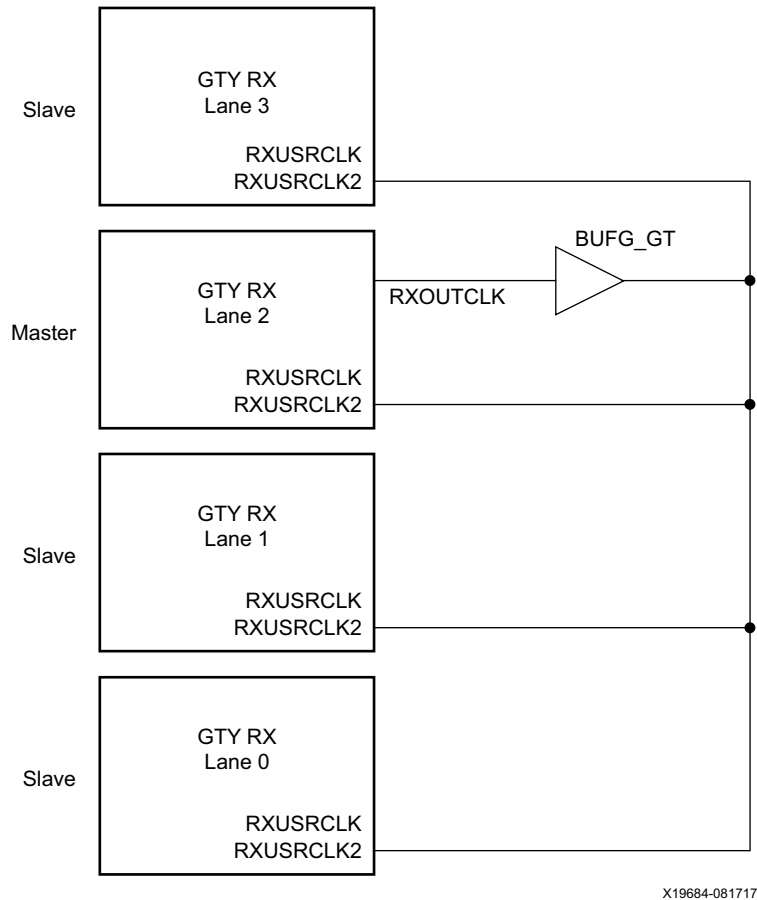 Slave
GTY RX
Lane 3
RXUSRCLK
RXUSRCLK2
BUFG_GT
RXOUTCLK
Master
GTY RX
Lane 2
RXUSRCLK
RXUSRCLK2
Slave
GTY RX
Lane 1
RXUSRCLK
RXUSRCLK2
Slave
GTY RX
Lane 0
RXUSRCLK
RXUSRCLK2
X19684-081717